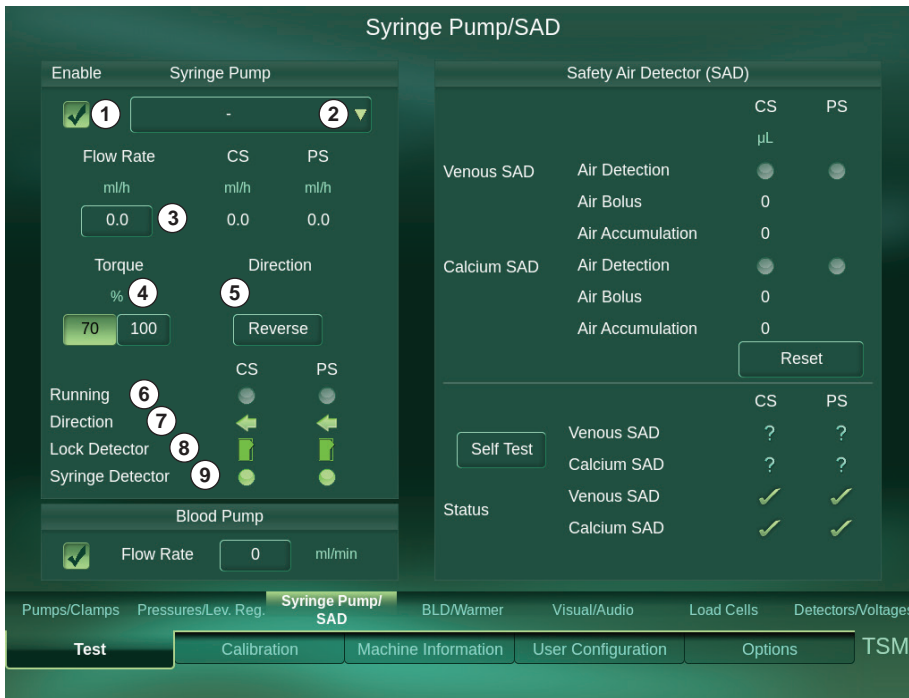 Syringe Pump/SAD
Enable Syringe Pump
1 - 2
Flow Rate CS PS
ml/h ml/h ml/h
0.0 3 0.0 0.0
Torque Direction
% 4 5
70 100 Reverse
CS PS
Running 6
Direction 7
Lock Detector 8
Syringe Detector 9
Blood Pump
Flow Rate 0 ml/min
Safety Air Detector (SAD)
CS PS
µL
Venous SAD Air Detection
Air Bolus 0
Air Accumulation 0
Calcium SAD Air Detection
Air Bolus 0
Air Accumulation 0
Reset
CS PS
Self Test Venous SAD ? ?
Calcium SAD ? ?
Status Venous SAD
Calcium SAD
Pumps/Clamps Pressures/Lev. Reg. Syringe Pump/ SAD BLD/Warmer Visual/Audio Load Cells Detectors/Voltages
Test Calibration Machine Information User Configuration Options TSM